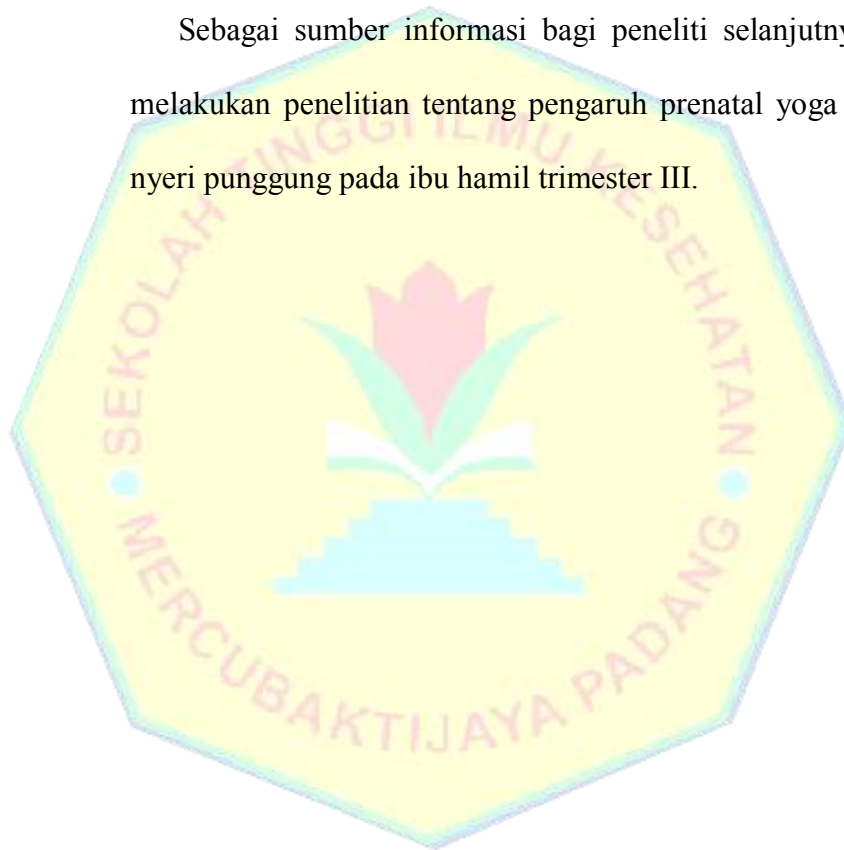 Sebagai sumber informasi bagi peneliti selanjutny
melakukan penelitian tentang pengaruh prenatal yoga
nyeri punggung pada ibu hamil trimester III.
SEKOLAH TINGGI ILMU KESEHATAN
MERCUBAKTIJAYA PADANG